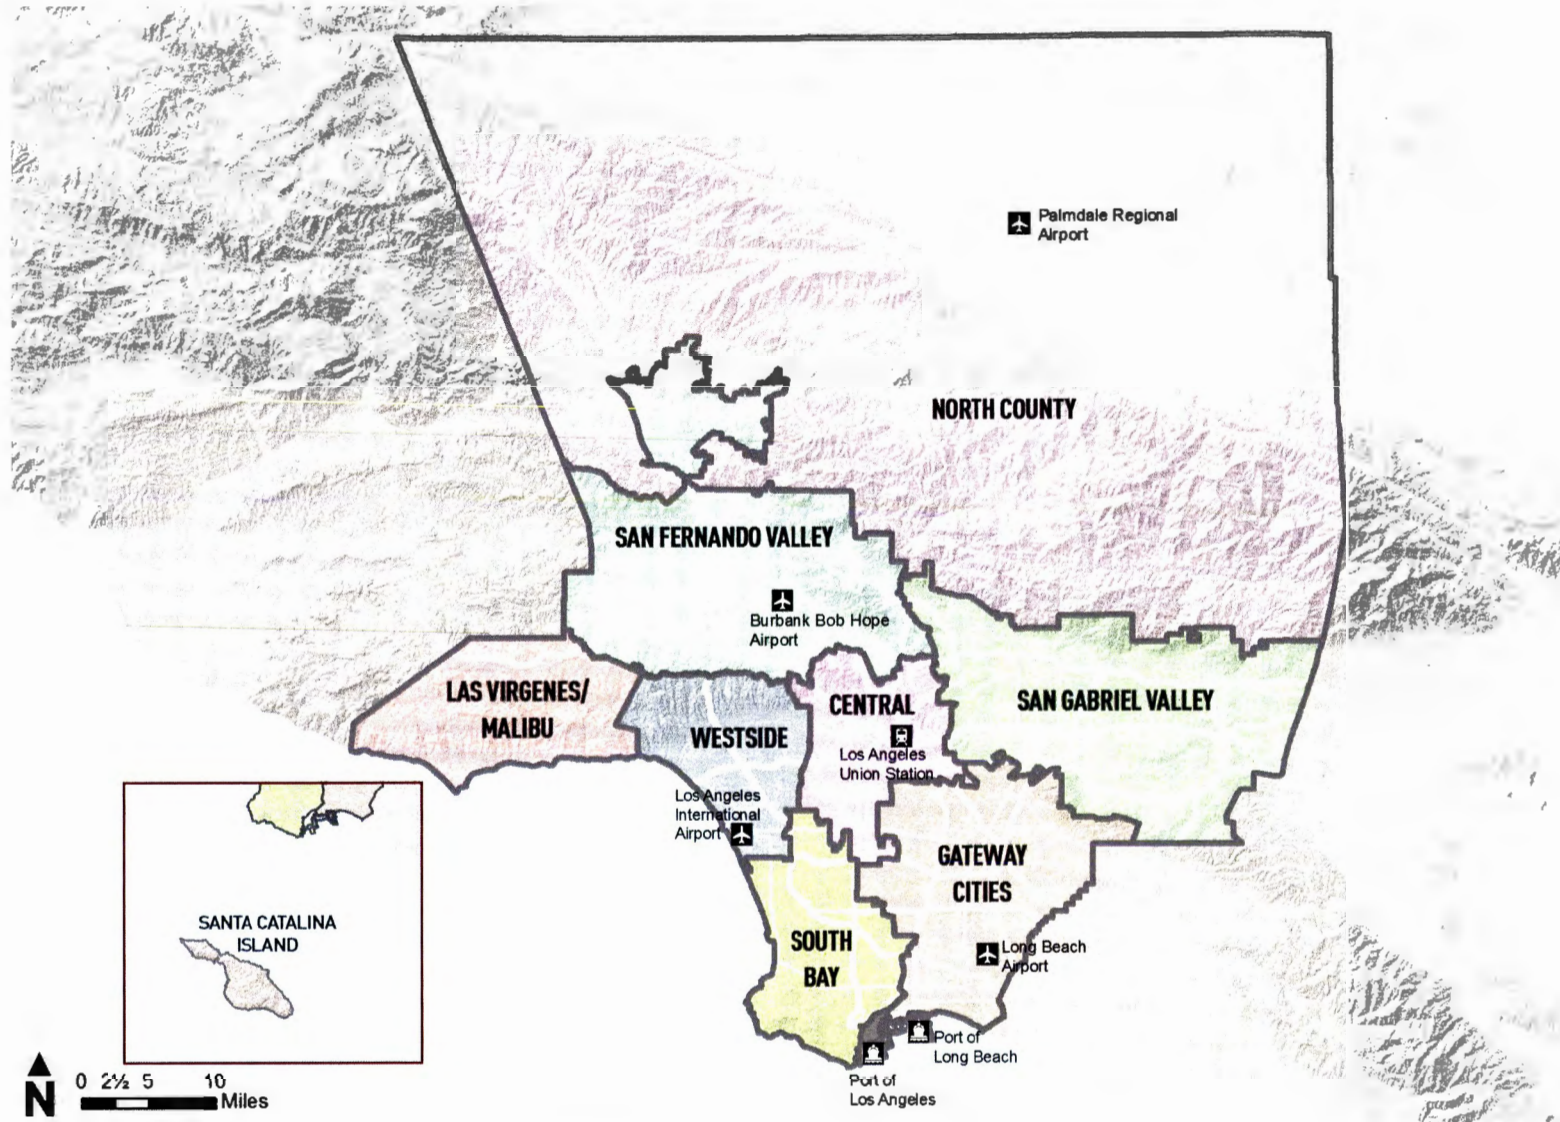 Palmdale Regional
Airport
NORTH COUNTY
SAN FERNANDO VALLEY
Burbank Bob Hope
Airport
LAS VIRGENES/
MALIBU
WESTSIDE
CENTRAL
Los Angeles
Union Station
SAN GABRIEL VALLEY
Los Angeles
International
Airport
GATEWAY
CITIES
SOUTH
BAY
Long Beach
Airport
Port of
Long Beach
Port of
Los Angeles
SANTA CATALINA
ISLAND
N
0 2½ 5 10
Miles